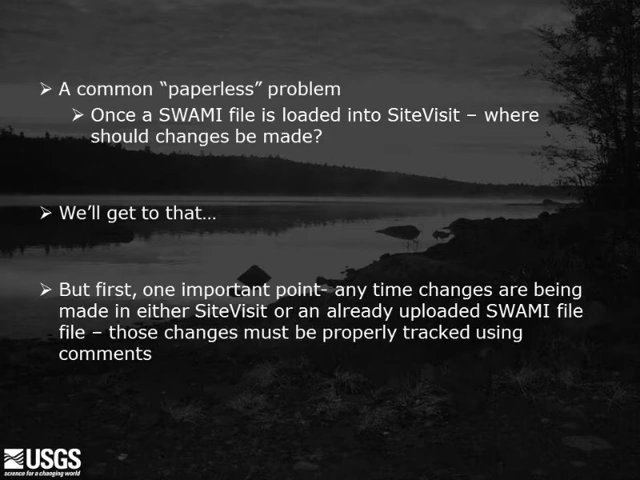 ➢ A common “paperless” problem
➢ Once a SWAMI file is loaded into SiteVisit – where
should changes be made?
➢ We’ll get to that…
➢ But first, one important point- any time changes are being
made in either SiteVisit or an already uploaded SWAMI file
file – those changes must be properly tracked using
comments
USGS
science for a changing world